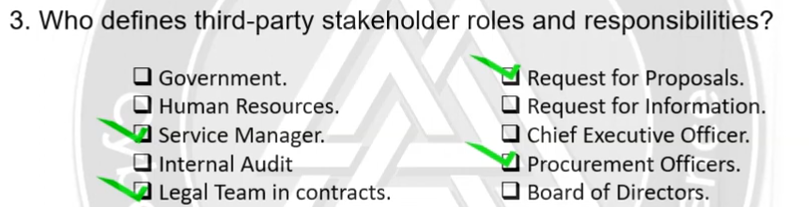 3. Who defines third-party stakeholder roles and responsibilities?
☐ Government.
☐ Human Resources.
☑ Service Manager.
☐ Internal Audit
☑ Legal Team in contracts.
☑ Request for Proposals.
☐ Request for Information.
☐ Chief Executive Officer.
☑ Procurement Officers.
☐ Board of Directors.